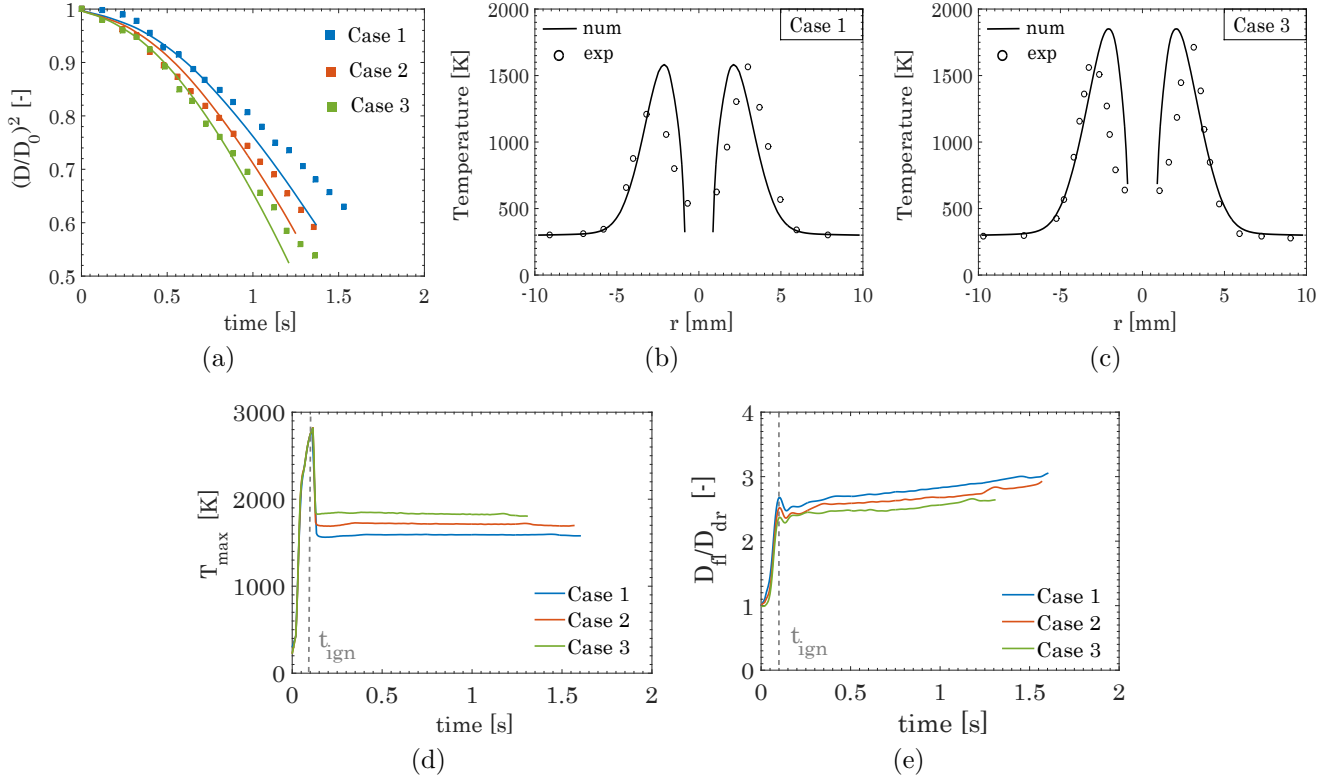 1
0.9
0.8
0.7
0.6
0.5
0
0.5
1
1.5
2
(D/D0)2 [-]
time [s]
Case 1
Case 2
Case 3
(a)
2000
1500
1000
500
0
-10
-5
0
5
10
Temperature [K]
r [mm]
num
exp
Case 1
(b)
2000
1500
1000
500
0
-10
-5
0
5
10
Temperature [K]
r [mm]
num
exp
Case 3
(c)
3000
2000
1000
0
0
0.5
1
1.5
2
Tmax [K]
time [s]
tign
Case 1
Case 2
Case 3
(d)
4
3
2
1
0
0
0.5
1
1.5
2
Dfl/Ddr [-]
time [s]
tign
Case 1
Case 2
Case 3
(e)